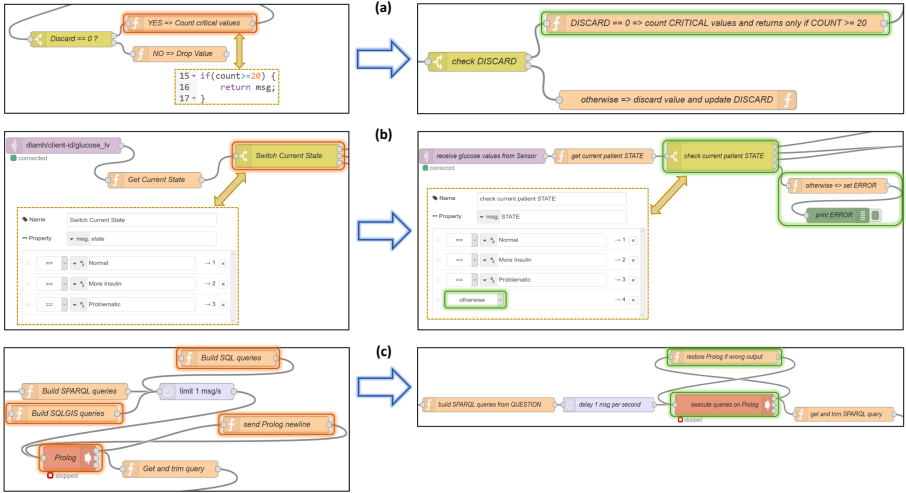 (a)
YES => Count critical values
Discard == 0 ?
NO => Drop Value
15 if(count>=20) {
16 return msg;
17 }
DISCARD == 0 => count CRITICAL values and returns only if COUNT >= 20
check DISCARD
otherwise => discard value and update DISCARD
(b)
diamh/client-id/glucose_lv
connected
Switch Current State
Get Current State
Name
Switch Current State
Property
msg. state
== Normal → 1 x
== More Insulin → 2 x
== Problematic → 3 x
receive glucose values from Sensor
connected
get current patient STATE
check current patient STATE
otherwise => set ERROR
print ERROR
Name
check current patient STATE
Property
msg. STATE
== Normal → 1 x
== More Insulin → 2 x
== Problematic → 3 x
otherwise → 4 x
(c)
Build SQL queries
Build SPARQL queries
limit 1 msg/s
Build SQLGIS queries
send Prolog newline
Prolog
stopped
Get and trim query
restore Prolog if wrong output
build SPARQL queries from QUESTION
delay 1 msg per second
execute queries on Prolog
stopped
get and trim SPARQL query